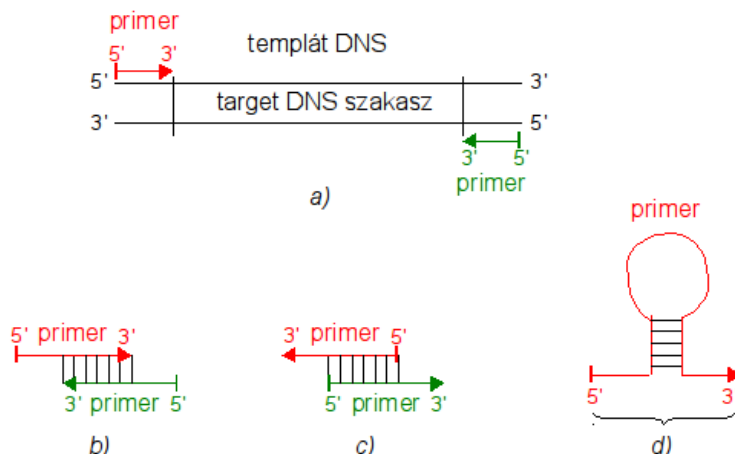 primer
5' 3'
templát DNS
5' 3'
target DNS szakasz
3' 5'
3' 5'
primer
a)
primer
5' primer 3'
3' primer 5'
b)
3' primer 5'
5' primer 3'
c)
5' 3'
d)